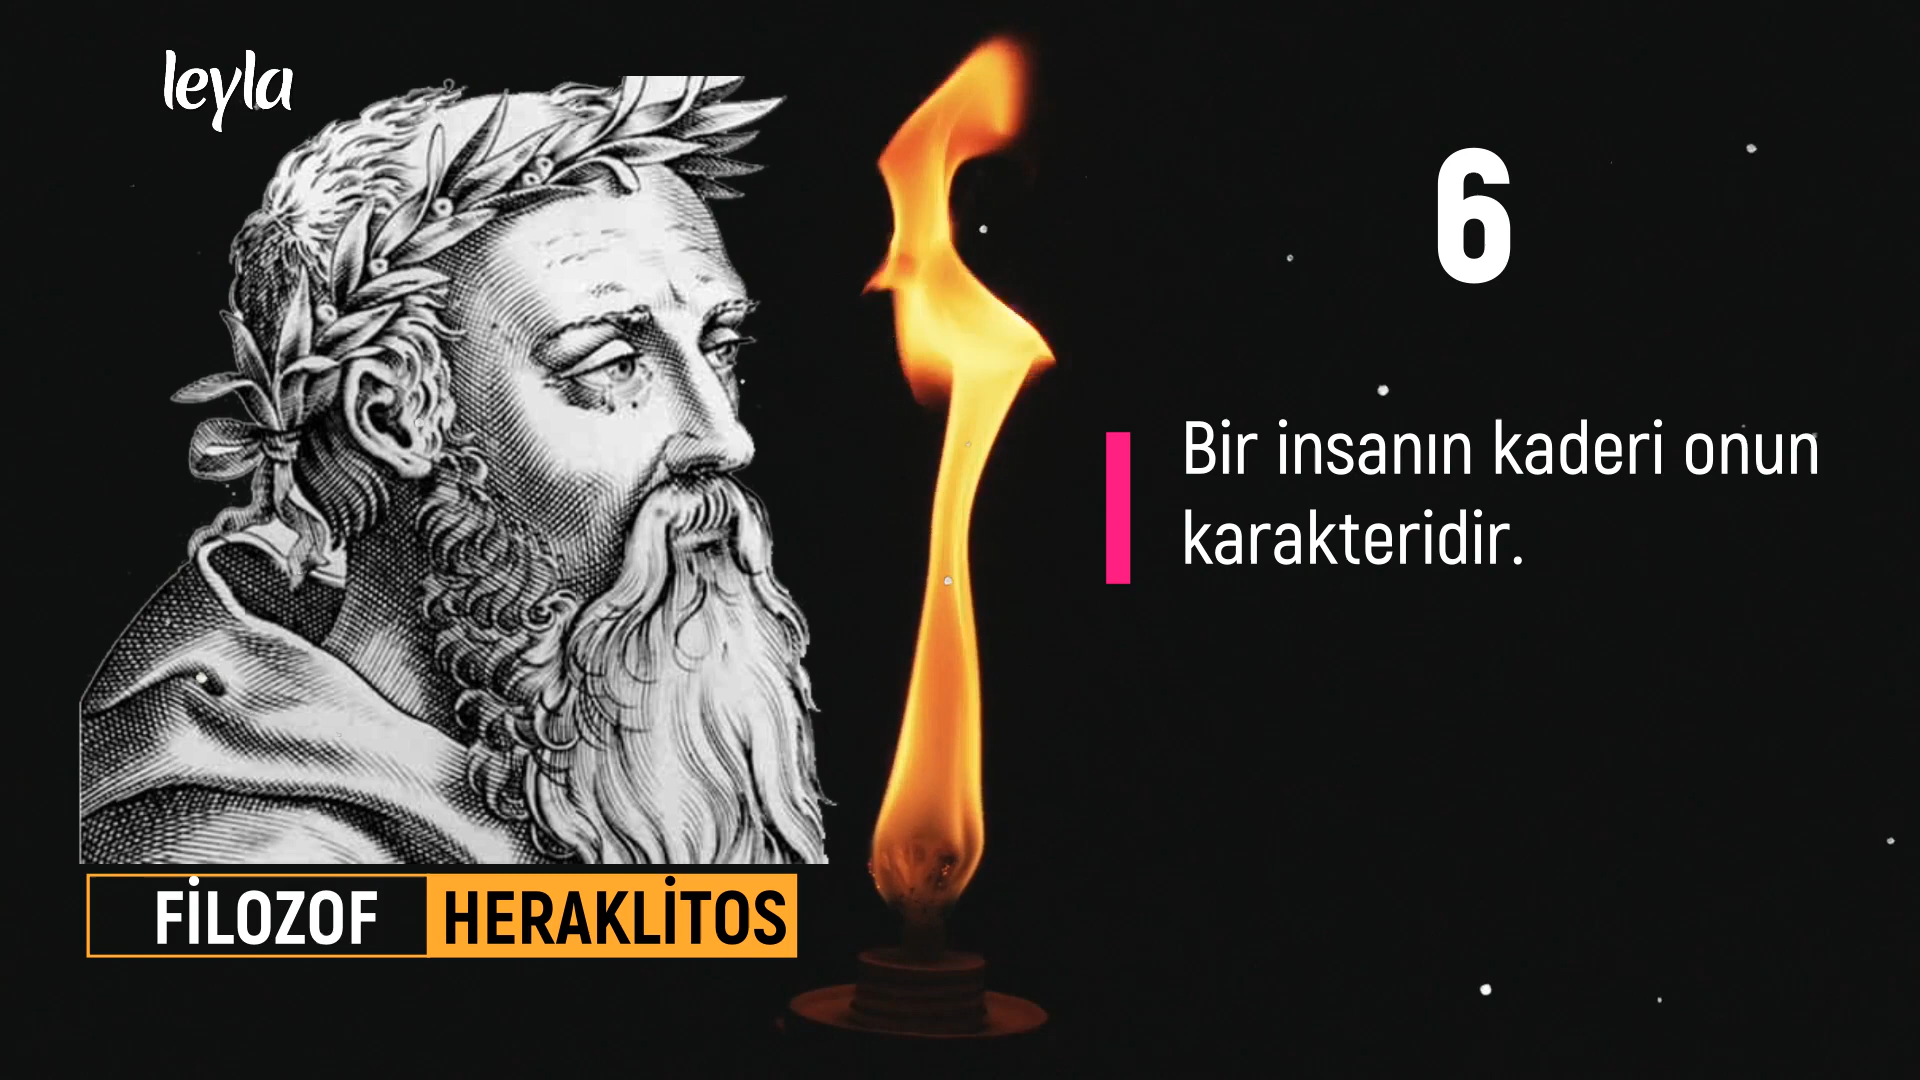 leyla
6
Bir insanın kaderi onun
karakteridir.
FİLOZOF HERAKLİTOS